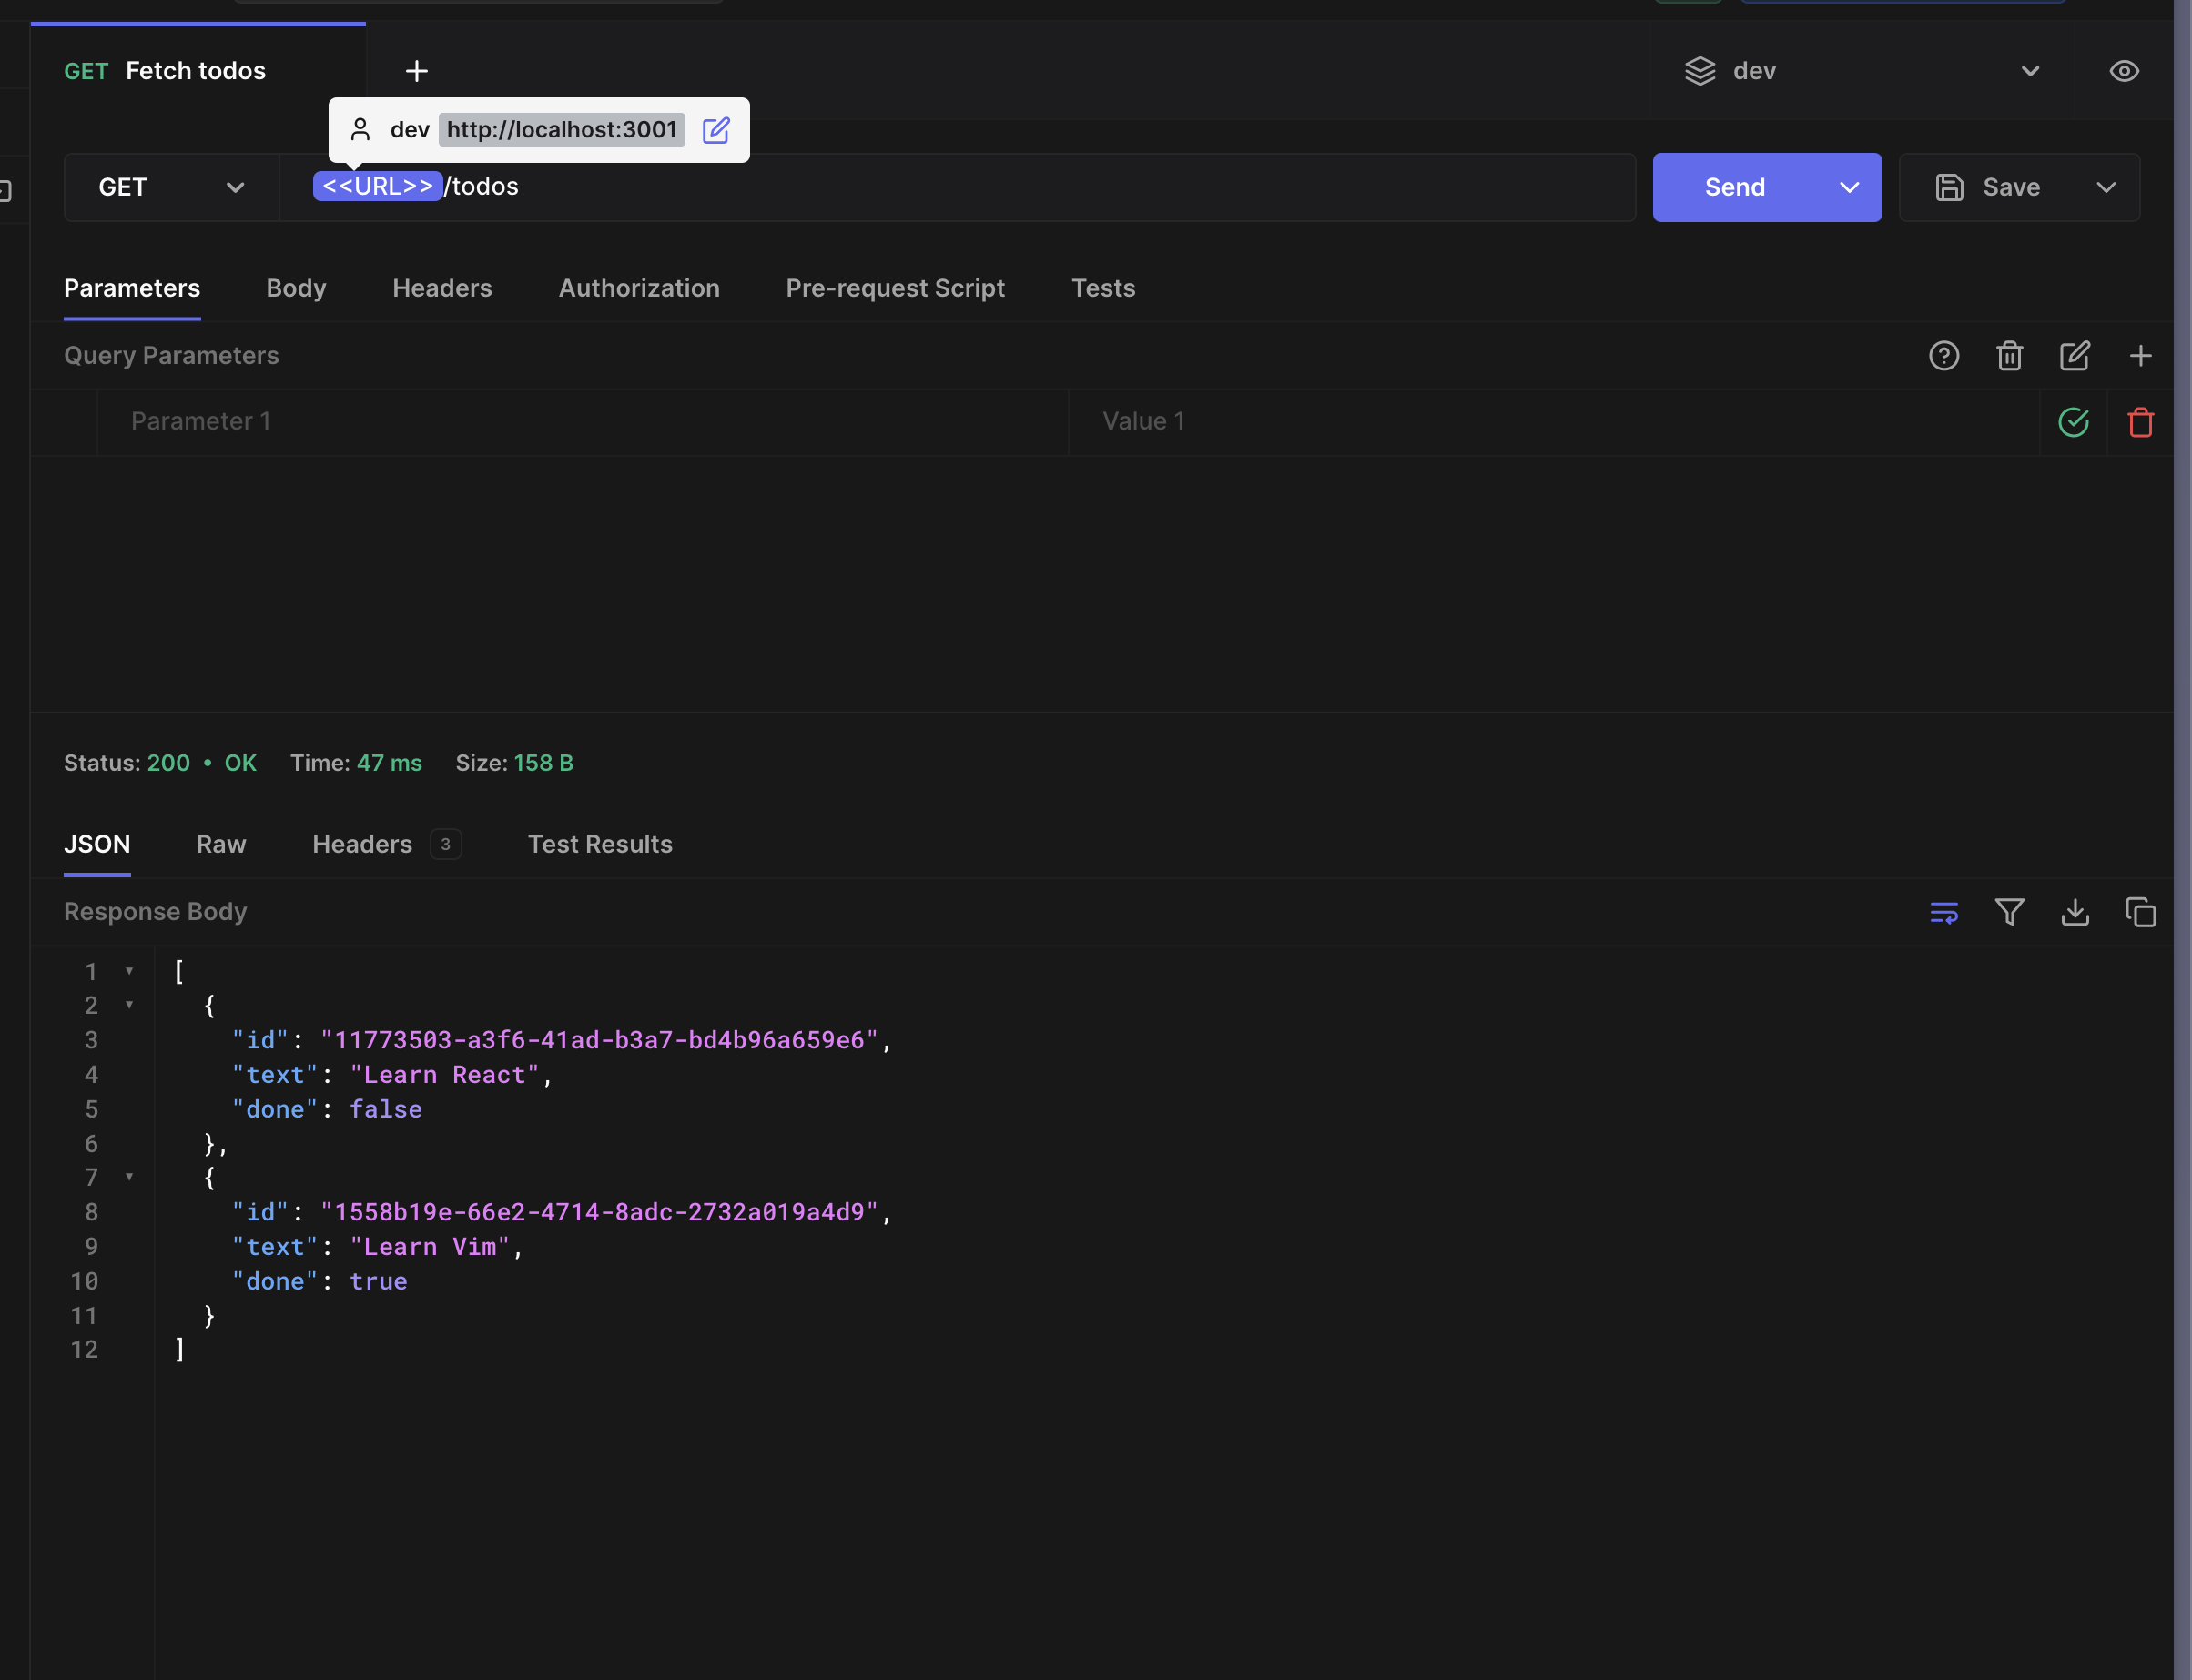 GET Fetch todos
dev
dev http://localhost:3001
GET
<<URL>>/todos
Send
Save
Parameters
Body
Headers
Authorization
Pre-request Script
Tests
Query Parameters
Parameter 1
Value 1
Status: 200 • OK
Time: 47 ms
Size: 158 B
JSON
Raw
Headers 3
Test Results
Response Body
1 [
2   {
3     "id": "11773503-a3f6-41ad-b3a7-bd4b96a659e6",
4     "text": "Learn React",
5     "done": false
6   },
7   {
8     "id": "1558b19e-66e2-4714-8adc-2732a019a4d9",
9     "text": "Learn Vim",
10     "done": true
11   }
12 ]